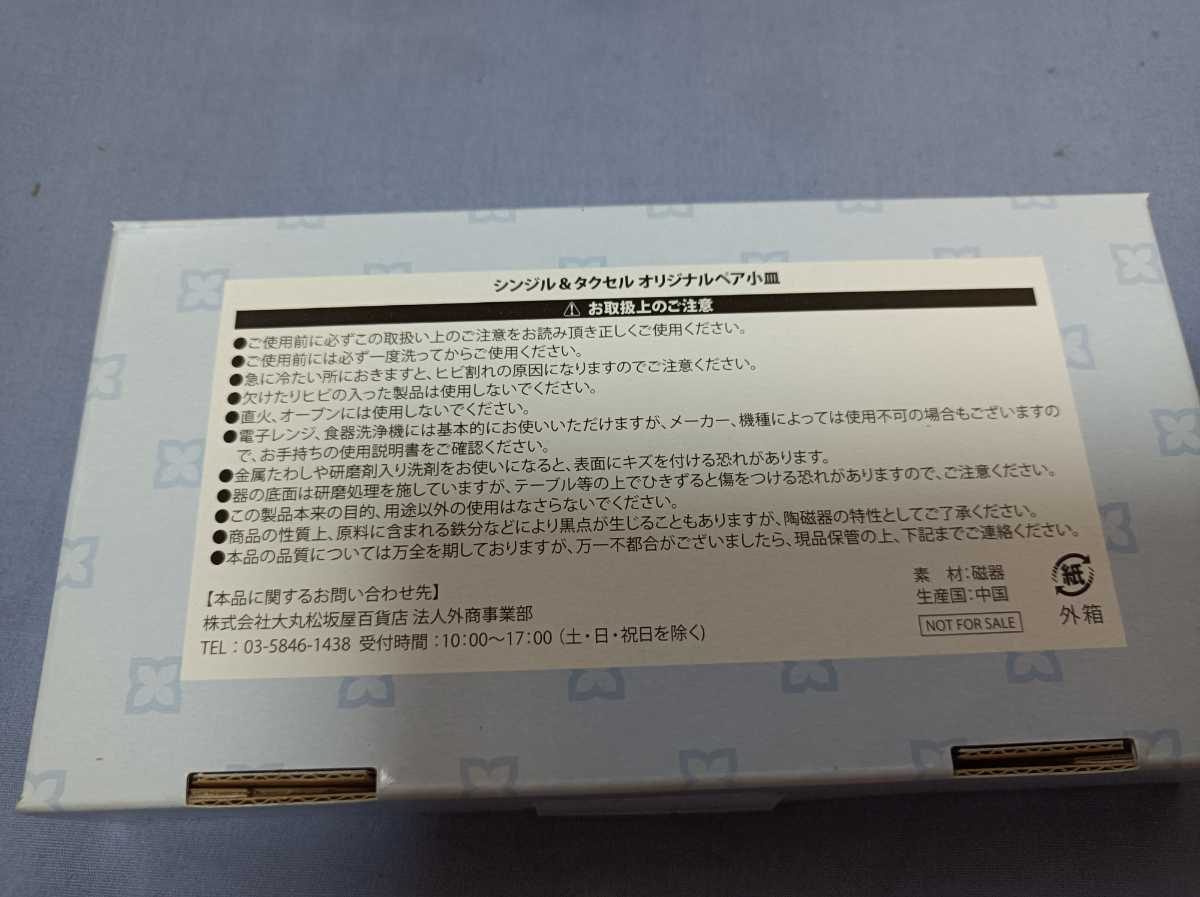 シンジル＆タクセル オリジナルペア小皿
⚠ お取扱上のご注意
●ご使用前に必ずこの取扱い上のご注意をお読み頂き正しくご使用ください。
●ご使用前には必ず一度洗ってからご使用ください。
●急に冷たい所におきますと、ヒビ割れの原因になりますのでご注意ください。
●欠けたりヒビの入った製品は使用しないでください。
●直火、オーブンには使用しないでください。
●電子レンジ、食器洗浄機には基本的にお使いいただけますが、メーカー、機種によっては使用不可の場合もございますの
で、お手持ちの使用説明書をご確認ください。
●金属たわしや研磨剤入り洗剤をお使いになると、表面にキズを付ける恐れがあります。
●器の底面は研磨処理を施していますが、テーブル等の上でひきずると傷をつける恐れがありますので、ご注意ください。
●この製品本来の目的、用途以外の使用はなさらないでください。
●商品の性質上、原料に含まれる鉄分などにより黒点が生じることもありますが、陶磁器の特性としてご了承ください。
●本品の品質については万全を期しておりますが、万一不都合がございましたら、現品保管の上、下記までご連絡ください。
【本品に関するお問い合わせ先】
株式会社大丸松坂屋百貨店 法人外商事業部
TEL：03-5846-1438 受付時間：10：00～17：00（土・日・祝日を除く）
素　材：磁器
生産国：中国
NOT FOR SALE
紙
外箱